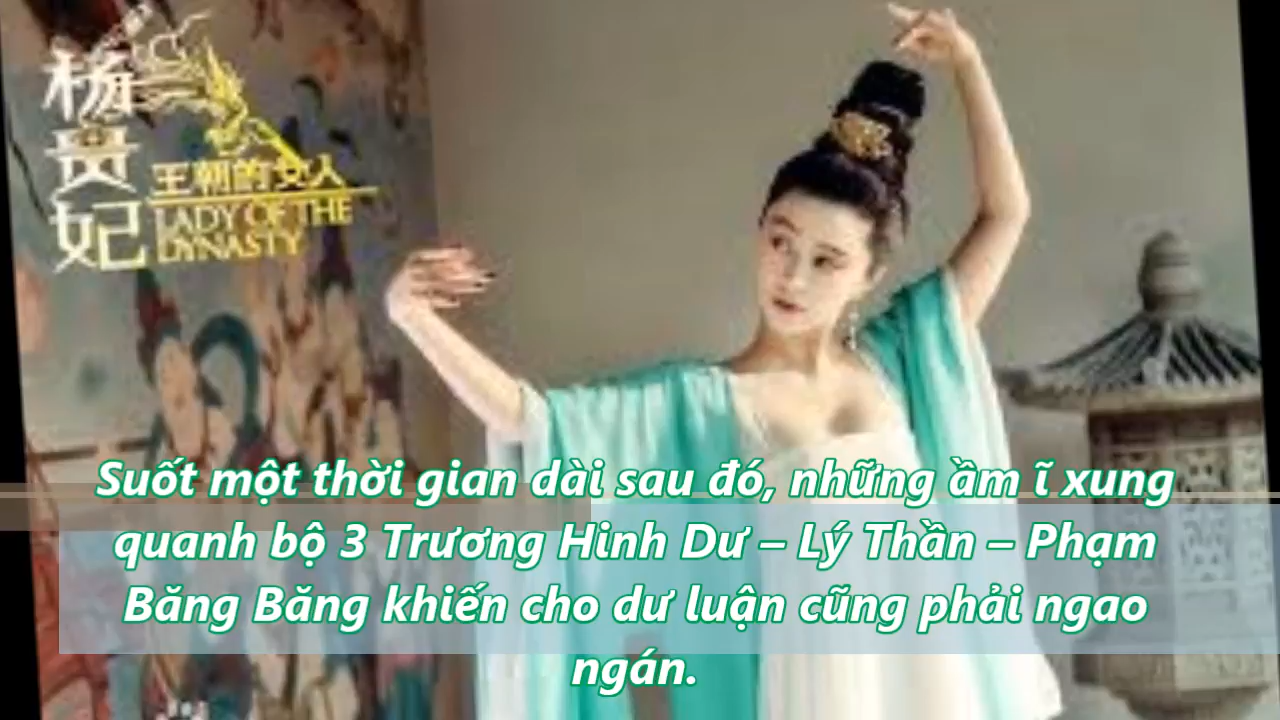 杨贵妃
王朝的女人
LADY OF THE
DYNASTY
Suốt một thời gian dài sau đó, những ầm ĩ xung
quanh bộ 3 Trương Hinh Dư – Lý Thần – Phạm
Băng Băng khiến cho dư luận cũng phải ngao
ngán.